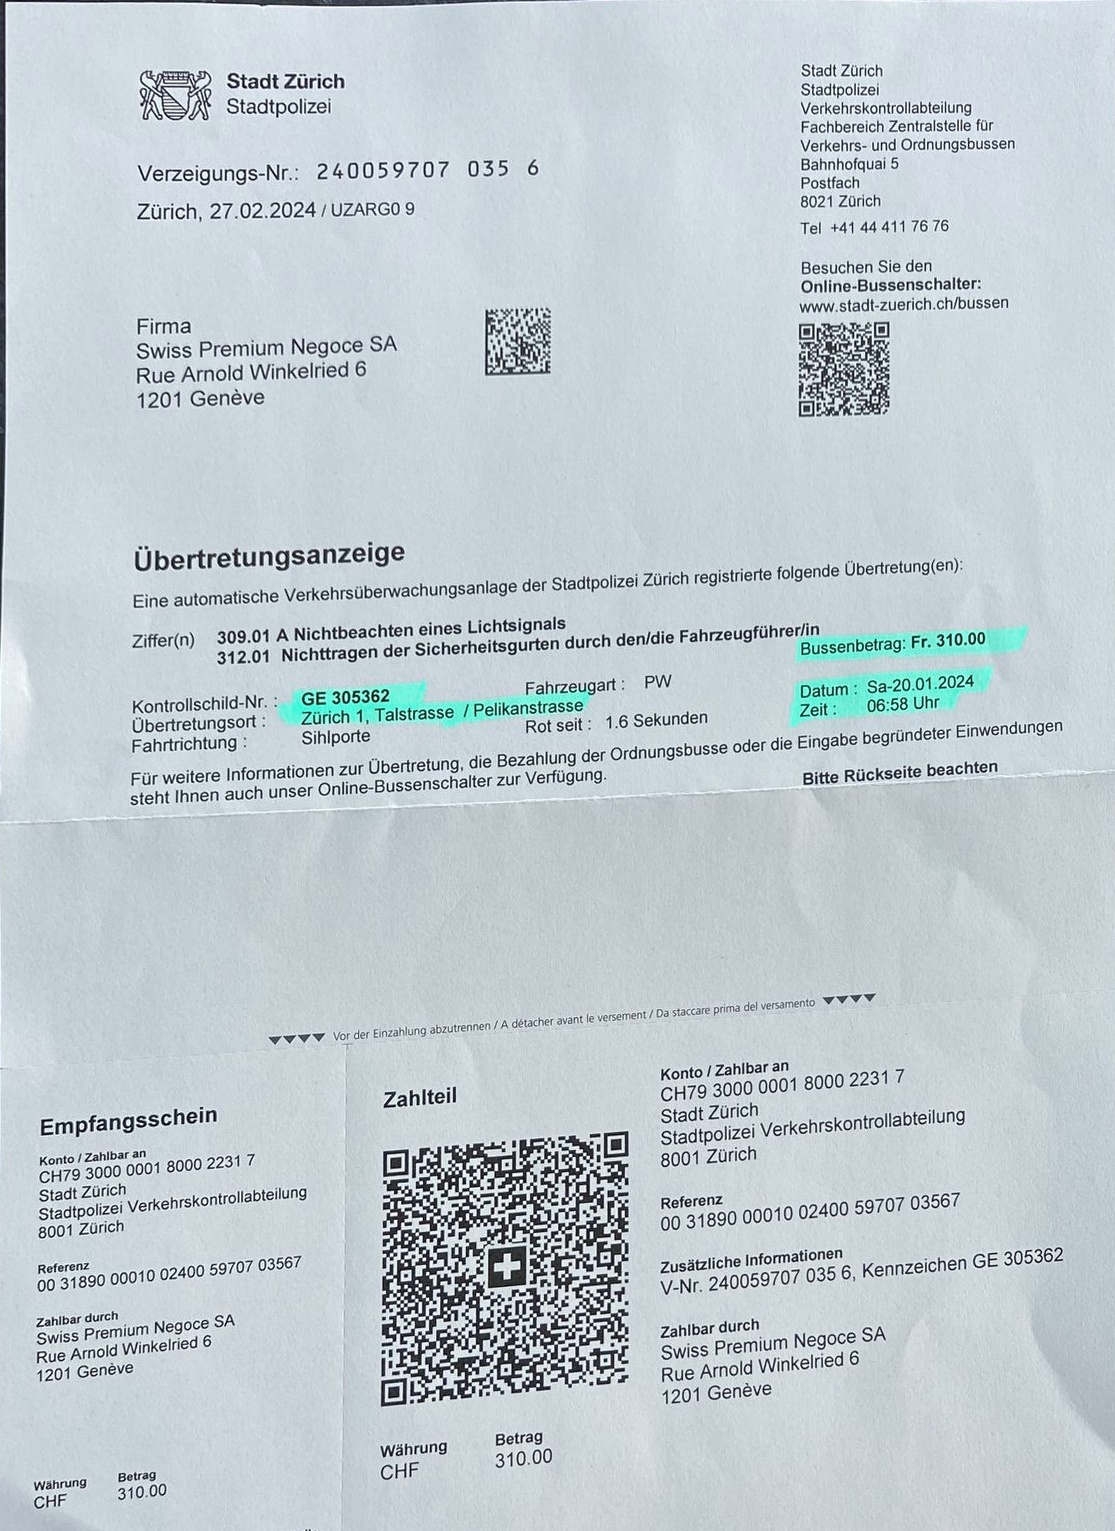 Stadt Zürich
Stadtpolizei
Verzeigungs-Nr.: 240059707 035 6
Zürich, 27.02.2024 / UZARG0 9
Stadt Zürich
Stadtpolizei
Verkehrskontrollabteilung
Fachbereich Zentralstelle für
Verkehrs- und Ordnungsbussen
Bahnhofquai 5
Postfach
8021 Zürich
Tel +41 44 411 76 76
Besuchen Sie den
Online-Bussenschalter:
www.stadt-zuerich.ch/bussen
Firma
Swiss Premium Negoce SA
Rue Arnold Winkelried 6
1201 Genève
Übertretungsanzeige
Eine automatische Verkehrsüberwachungsanlage der Stadtpolizei Zürich registrierte folgende Übertretung(en):
Ziffer(n) 309.01 A Nichtbeachten eines Lichtsignals
312.01 Nichttragen der Sicherheitsgurten durch den/die Fahrzeugführer/in
Bussenbetrag: Fr. 310.00
Kontrollschild-Nr. : GE 305362 Fahrzeugart : PW Datum : Sa-20.01.2024
Übertretungsort : Zürich 1, Talstrasse / Pelikanstrasse Zeit : 06:58 Uhr
Fahrtrichtung : Sihlporte Rot seit : 1.6 Sekunden
Für weitere Informationen zur Übertretung, die Bezahlung der Ordnungsbusse oder die Eingabe begründeter Einwendungen
steht Ihnen auch unser Online-Bussenschalter zur Verfügung.
Bitte Rückseite beachten
Vor der Einzahlung abzutrennen / A détacher avant le versement / Da staccare prima del versamento
Empfangsschein
Konto / Zahlbar an
CH79 3000 0001 8000 2231 7
Stadt Zürich
Stadtpolizei Verkehrskontrollabteilung
8001 Zürich
Referenz
00 31890 00010 02400 59707 03567
Zahlbar durch
Swiss Premium Negoce SA
Rue Arnold Winkelried 6
1201 Genève
Währung Betrag
CHF 310.00
Zahlteil
Währung Betrag
CHF 310.00
Konto / Zahlbar an
CH79 3000 0001 8000 2231 7
Stadt Zürich
Stadtpolizei Verkehrskontrollabteilung
8001 Zürich
Referenz
00 31890 00010 02400 59707 03567
Zusätzliche Informationen
V-Nr. 240059707 035 6, Kennzeichen GE 305362
Zahlbar durch
Swiss Premium Negoce SA
Rue Arnold Winkelried 6
1201 Genève